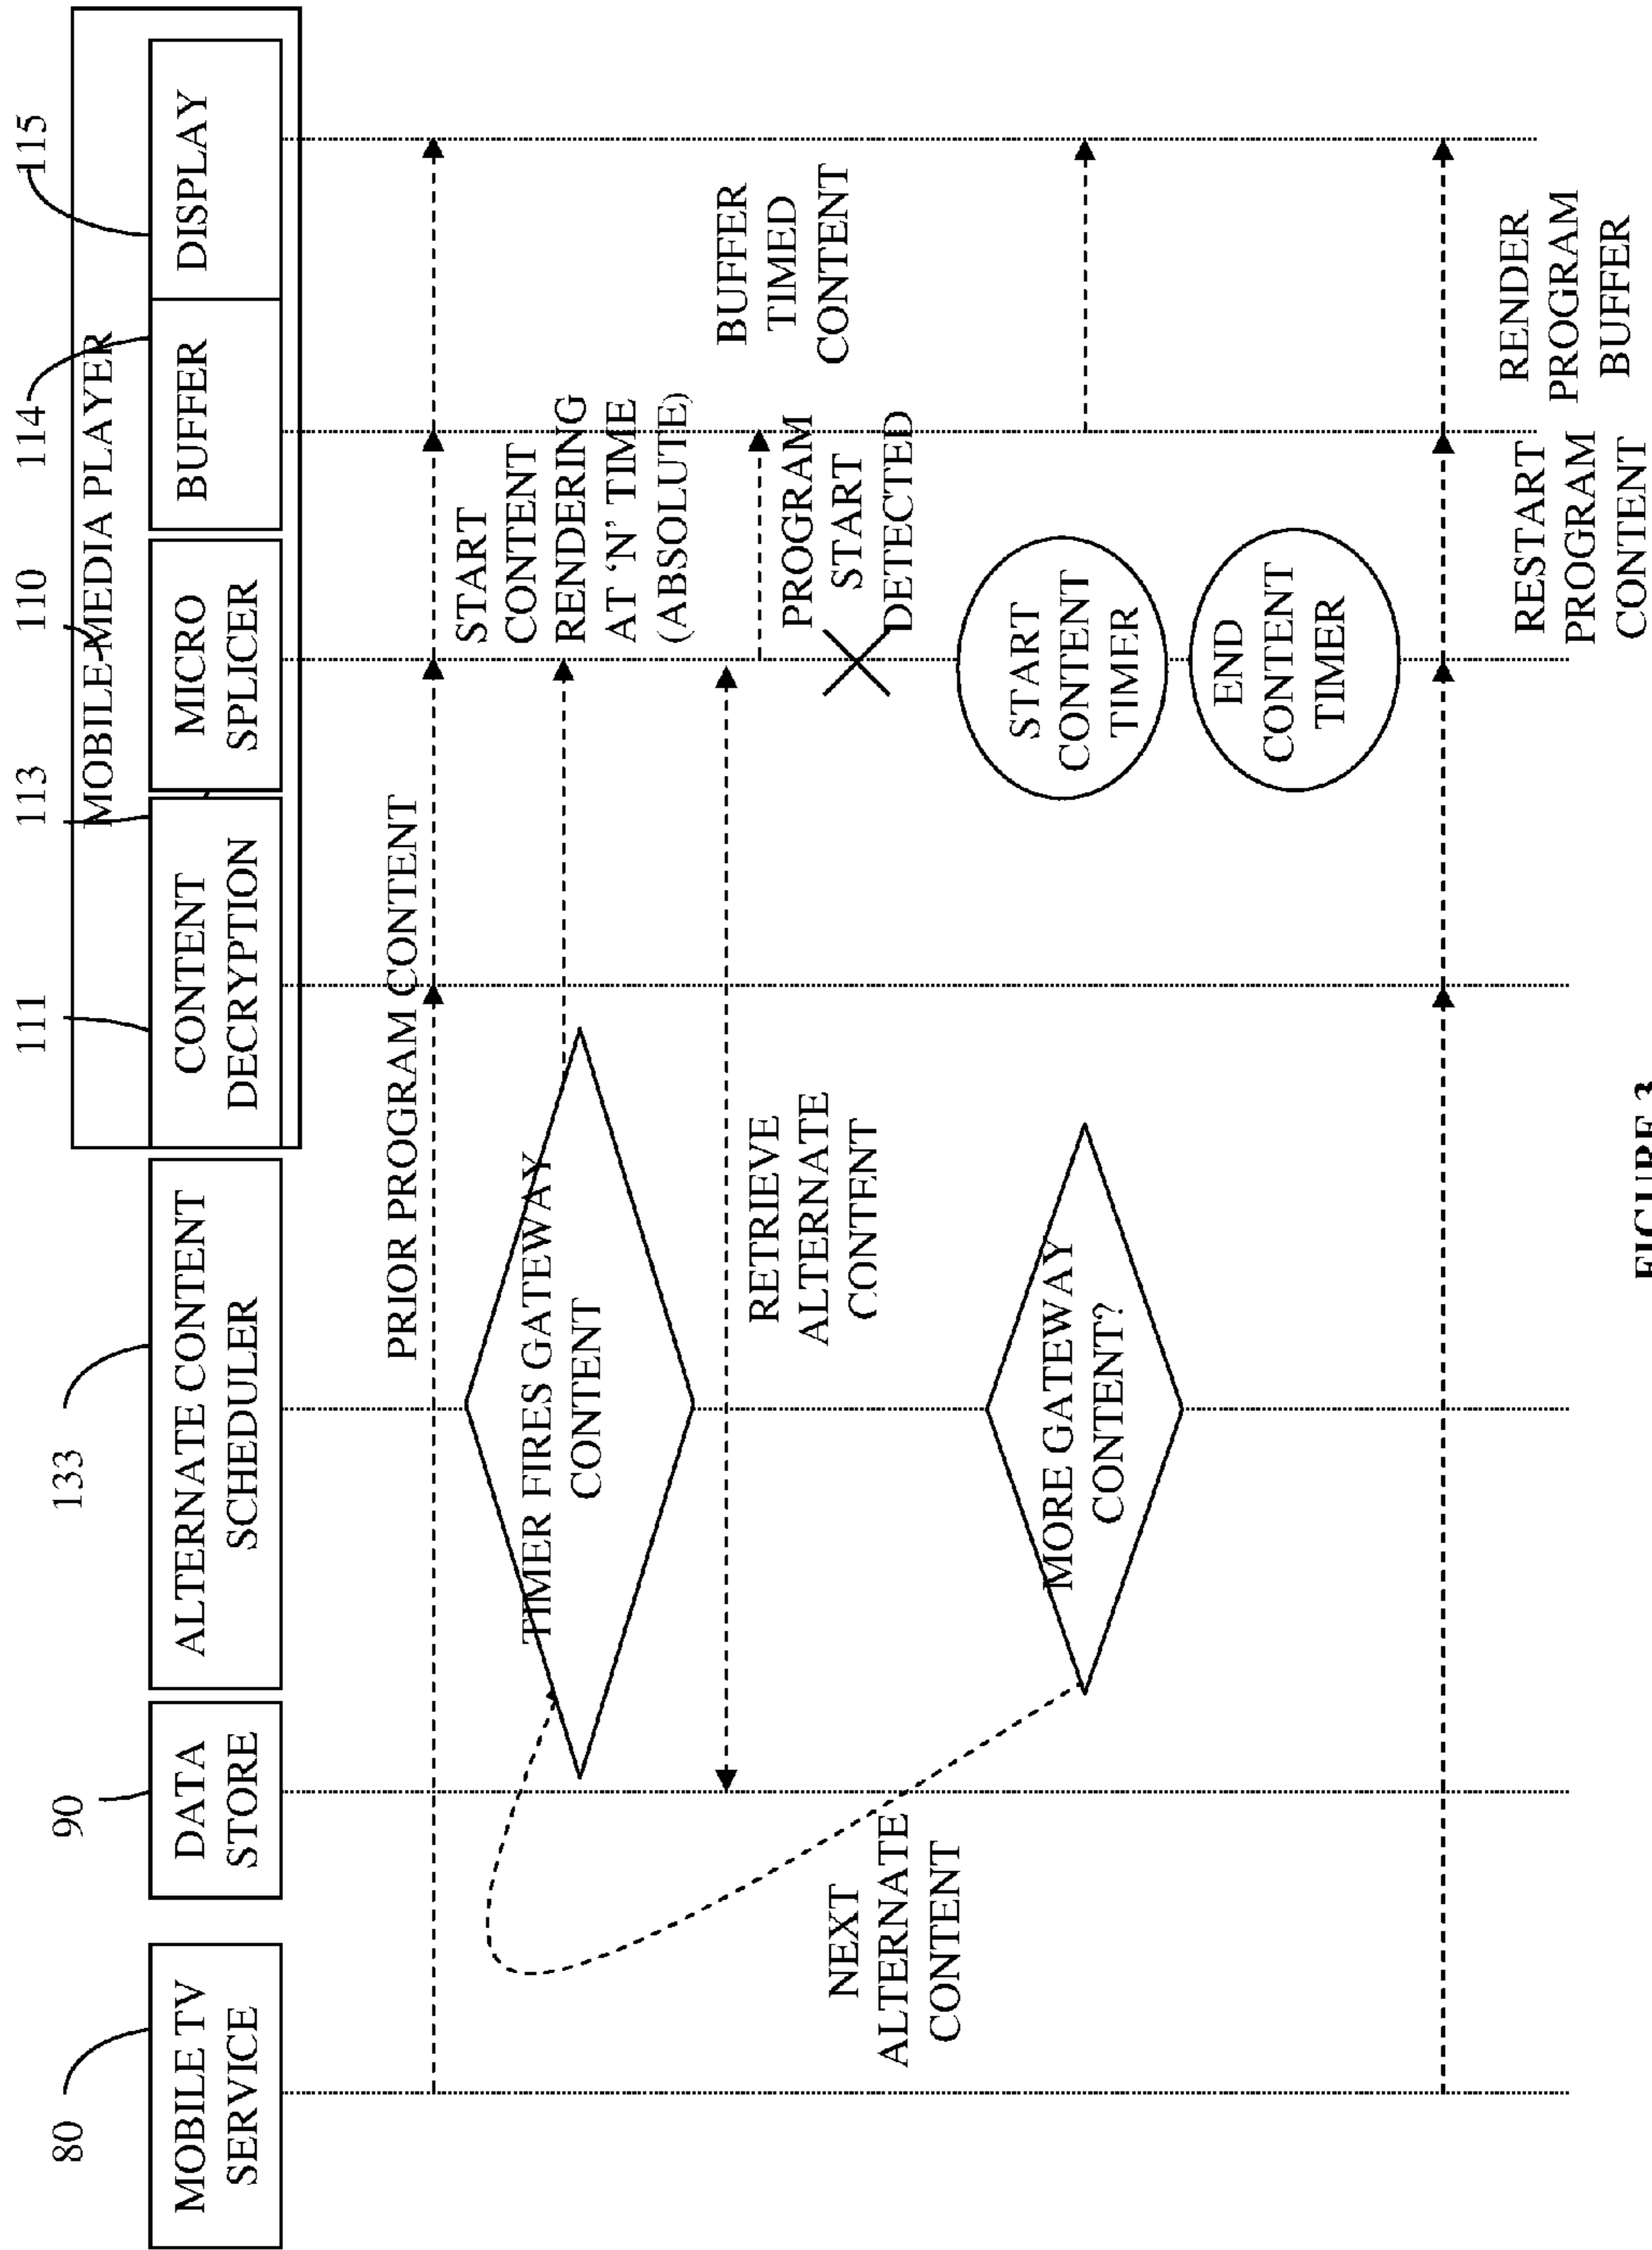 80
90
133
111
113
110
114
115
MOBILE MEDIA PLAYER
MOBILE TV
SERVICE
DATA
STORE
ALTERNATE CONTENT
SCHEDULER
CONTENT
DECRYPTION
MICRO
SPLICER
BUFFER
DISPLAY
PRIOR PROGRAM CONTENT
START
CONTENT
RENDERING
AT ‘N’ TIME
(ABSOLUTE)
TIMER FIRES GATEWAY
CONTENT
RETRIEVE
ALTERNATE
CONTENT
BUFFER
TIMED
CONTENT
PROGRAM
START
DETECTED
NEXT
ALTERNATE
CONTENT
MORE GATEWAY
CONTENT?
START
CONTENT
TIMER
END
CONTENT
TIMER
RESTART
PROGRAM
CONTENT
RENDER
PROGRAM
BUFFER
FIGURE 3